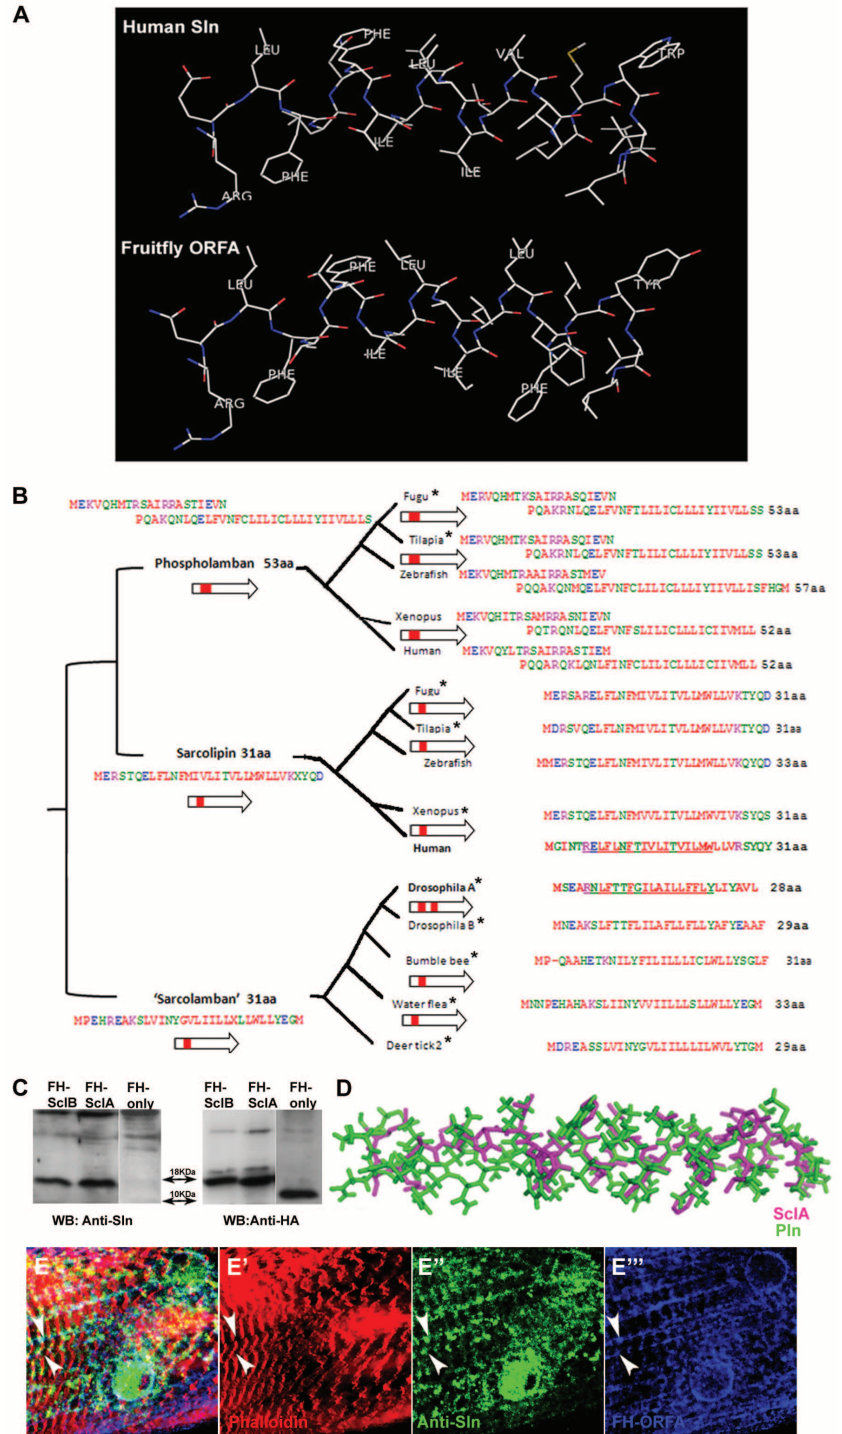 A
Human Sln
LEU
PHE
LEU
VAL
TRP
ILE
ILE
PHE
ARG
Fruitfly ORFA
LEU
PHE
LEU
LEU
TYR
ILE
ILE
PHE
PHE
ARG
B
MEKVQHMTRSAIRRASTIEVN
PQAKQNLQELFVNFCLILICLLLIYIIVLLLS
Phospholamban 53aa
Fugu *
MERVQHMTKSAIRRASQIEVN
PQAKRNLQELFVNFTLILICLLLIYIIVLLSS 53aa
Tilapia *
MERVQHMTKSAIRRASQIEVN
PQAKRNLQELFVNFTLILICLLLIYIIVLLSS 53aa
Zebrafish
MEKVQHMTRAAIRRASTMEV
PQQAKQNMQELFVNFCLILICLLLIYIIVLLISFHGM 57aa
Xenopus
MEKVQHITRSAMRRASNIEVN
PQTRQNLQELFVNFSLILICLLLICIIVMLL 52aa
Human
MEKVQYLTRSAIRRASTIEM
PQQARQKLQNLFINFCLILICLLLICIIVMLL 52aa
Sarcolipin 31aa
MERSTQELFLNFMIVLITVLLMWLLVKXYQD
Fugu *
MERSARELFLNFMIVLITVLLMWLLVKTYQD 31aa
Tilapia *
MDRSVQELFLNFMIVLITVLLMWLLVKTYQD 31aa
Zebrafish
MMERSTQELFLNFMIVLITVLLMWLLVKQYQD 33aa
Xenopus *
MERSTQELFLNFMVVLITVLLMWVIVKSYQS 31aa
Human
MGINTRELFLNFTIVLITVILMWLLVRSYQY 31aa
'Sarcolamban' 31aa
MPEHREAKSLVINYGVLIILLXLLWLLYEGM
Drosophila A *
MSEARNLFTTFGILAILLFFLYLIYAVL 28aa
Drosophila B *
MNEAKSLFTTFLILAFLLFLLYAFYEAAF 29aa
Bumble bee *
MP-QAAHETKNILYFILILLLICLWLLYSGLF 31aa
Water flea *
MNNPEHAHAKSLIINYVVIILLLSLLWLLYEGM 33aa
Deer tick2 *
MDREASSLVINYGVLIILLLILWVLYTGM 29aa
C
FH-SclB FH-SclA FH-only
FH-SclB FH-SclA FH-only
18KDa
10KDa
WB: Anti-Sln
WB:Anti-HA
D
SclA
Pln
E
E'
Phalloidin
E''
Anti-Sln
E'''
FH-ORFA